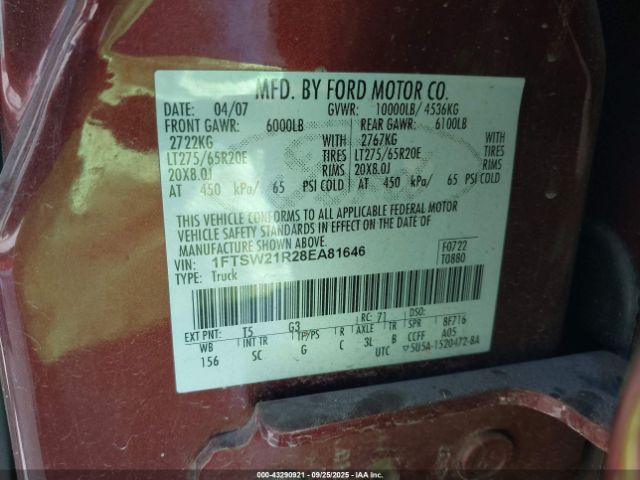 MFD. BY FORD MOTOR CO.
DATE: 04/07 GVWR: 10000LB/ 4536KG
FRONT GAWR: 6000LB REAR GAWR: 6100LB
2722KG WITH 2767KG WITH
LT275/65R20E TIRES LT275/65R20E TIRES
20X8.0J RIMS 20X8.0J RIMS
AT 450 kPa/ 65 PSI COLD AT 450 kPa/ 65 PSI COLD
THIS VEHICLE CONFORMS TO ALL APPLICABLE FEDERAL MOTOR
VEHICLE SAFETY STANDARDS IN EFFECT ON THE DATE OF
MANUFACTURE SHOWN ABOVE.
VIN: 1FTSW21R28EA81646 F0722
TYPE: Truck T0880
EXT PNT: T5 G3 RC: 71 DSO:
WB INT TR TP/PS R AXLE TR SPR 8F716
156 SC G C 3L B CCFF A05
UTC ▽5U5A-1520472-BA
000-43290921 09/25/2025 IAA Inc.